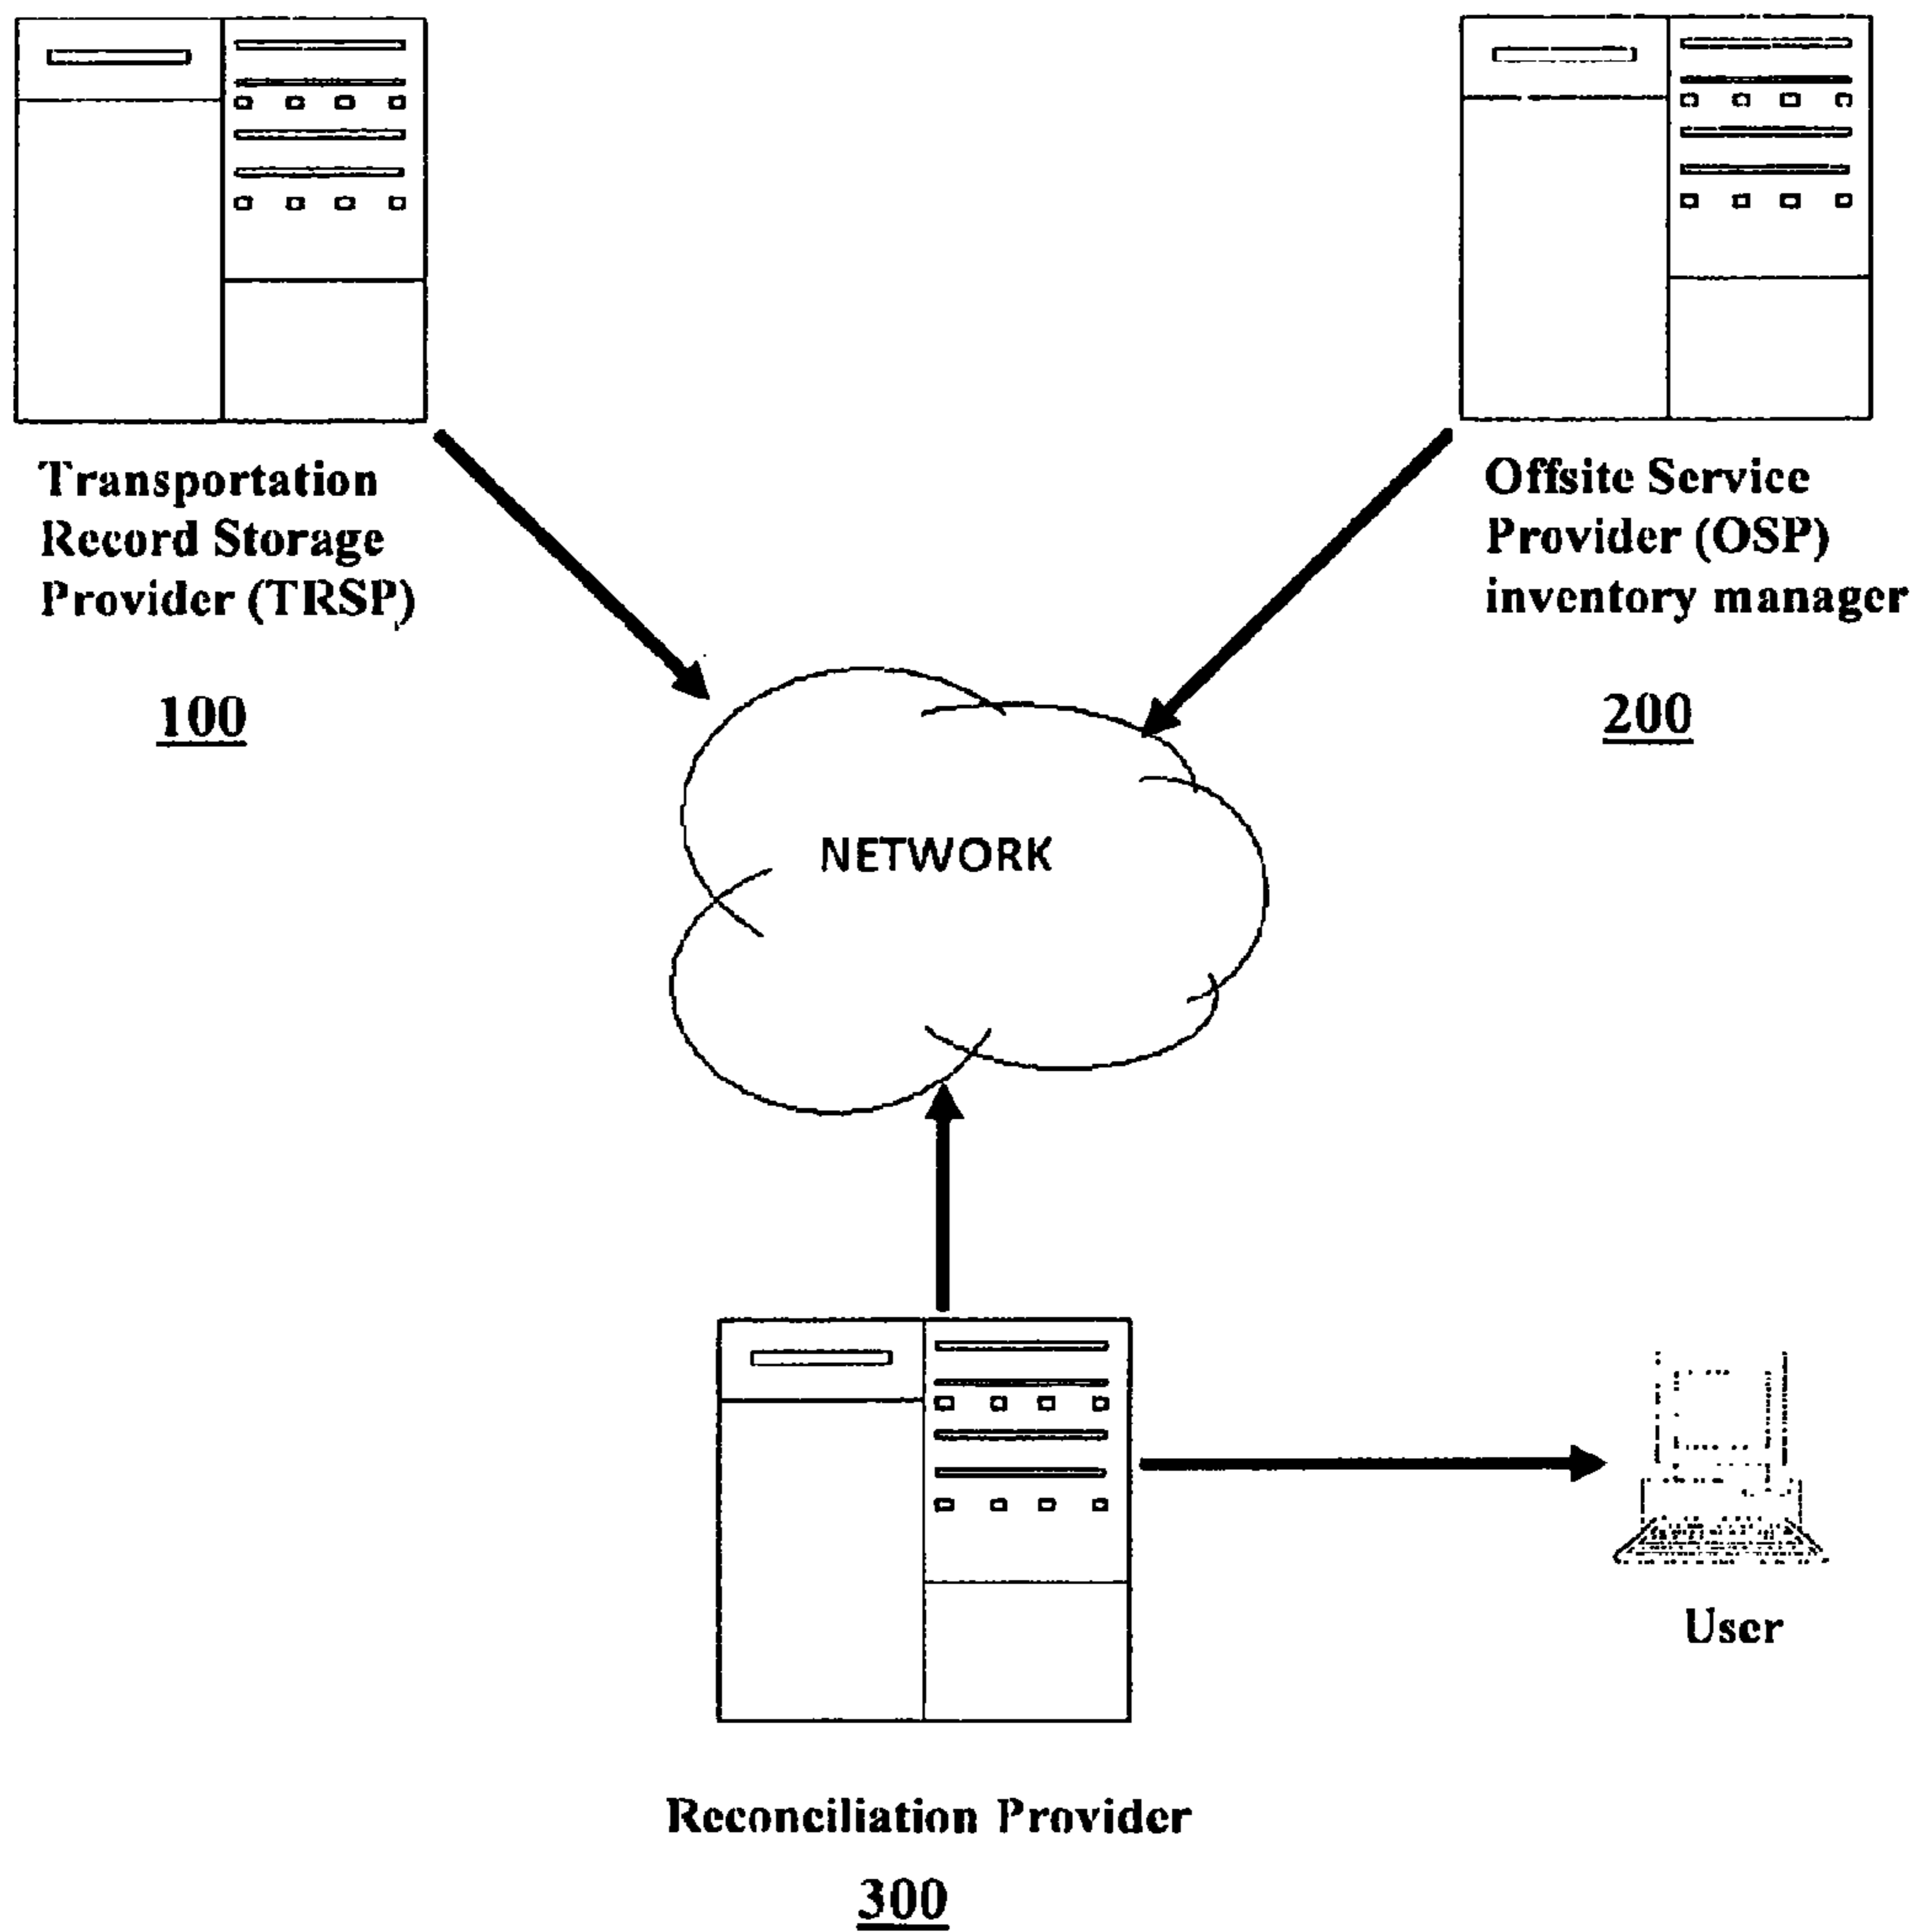 Transportation
Record Storage
Provider (TRSP)
100
Offsite Service
Provider (OSP)
inventory manager
200
NETWORK
User
Reconciliation Provider
300